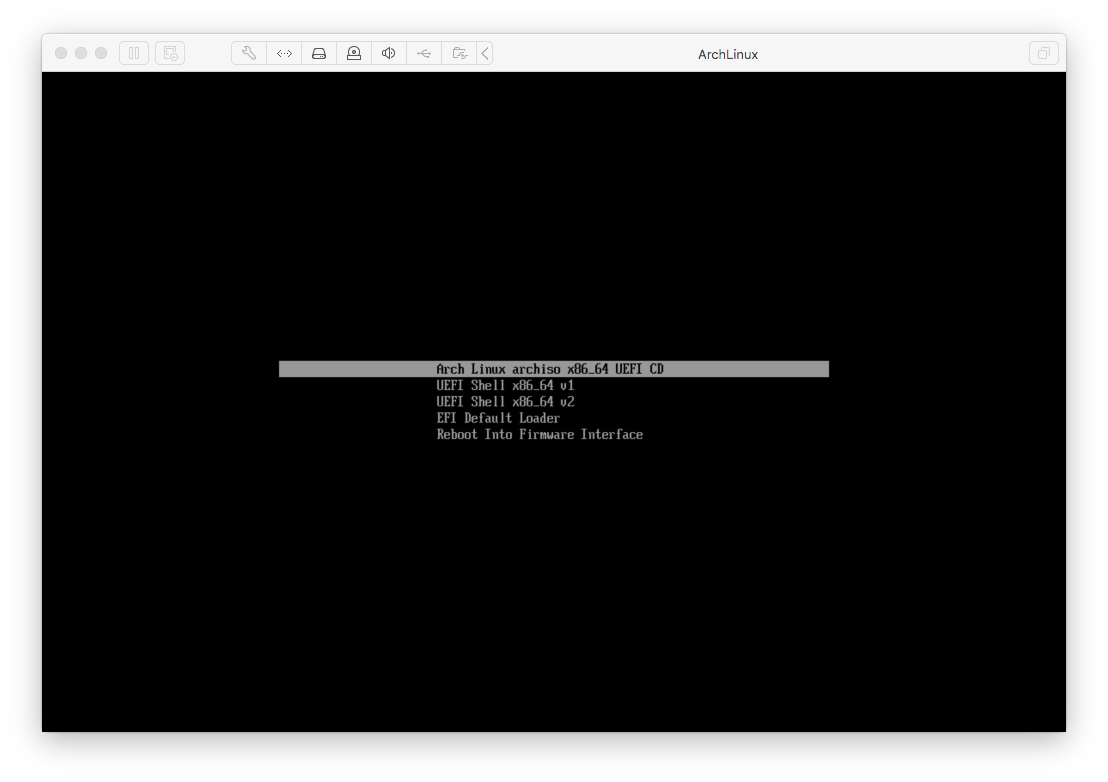 ArchLinux
Arch Linux archiso x86_64 UEFI CD
UEFI Shell x86_64 v1
UEFI Shell x86_64 v2
EFI Default Loader
Reboot Into Firmware Interface